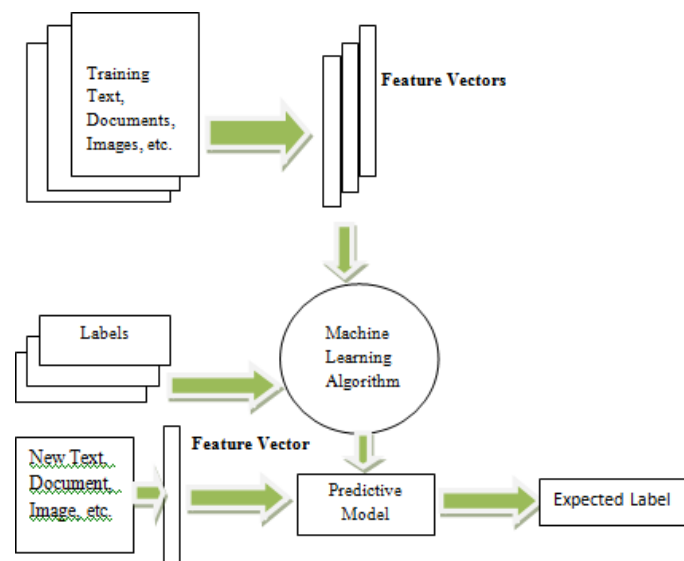 Training
Text,
Documents,
Images, etc.
Feature Vectors
Labels
Machine
Learning
Algorithm
New Text,
Document,
Image, etc.
Feature Vector
Predictive
Model
Expected Label